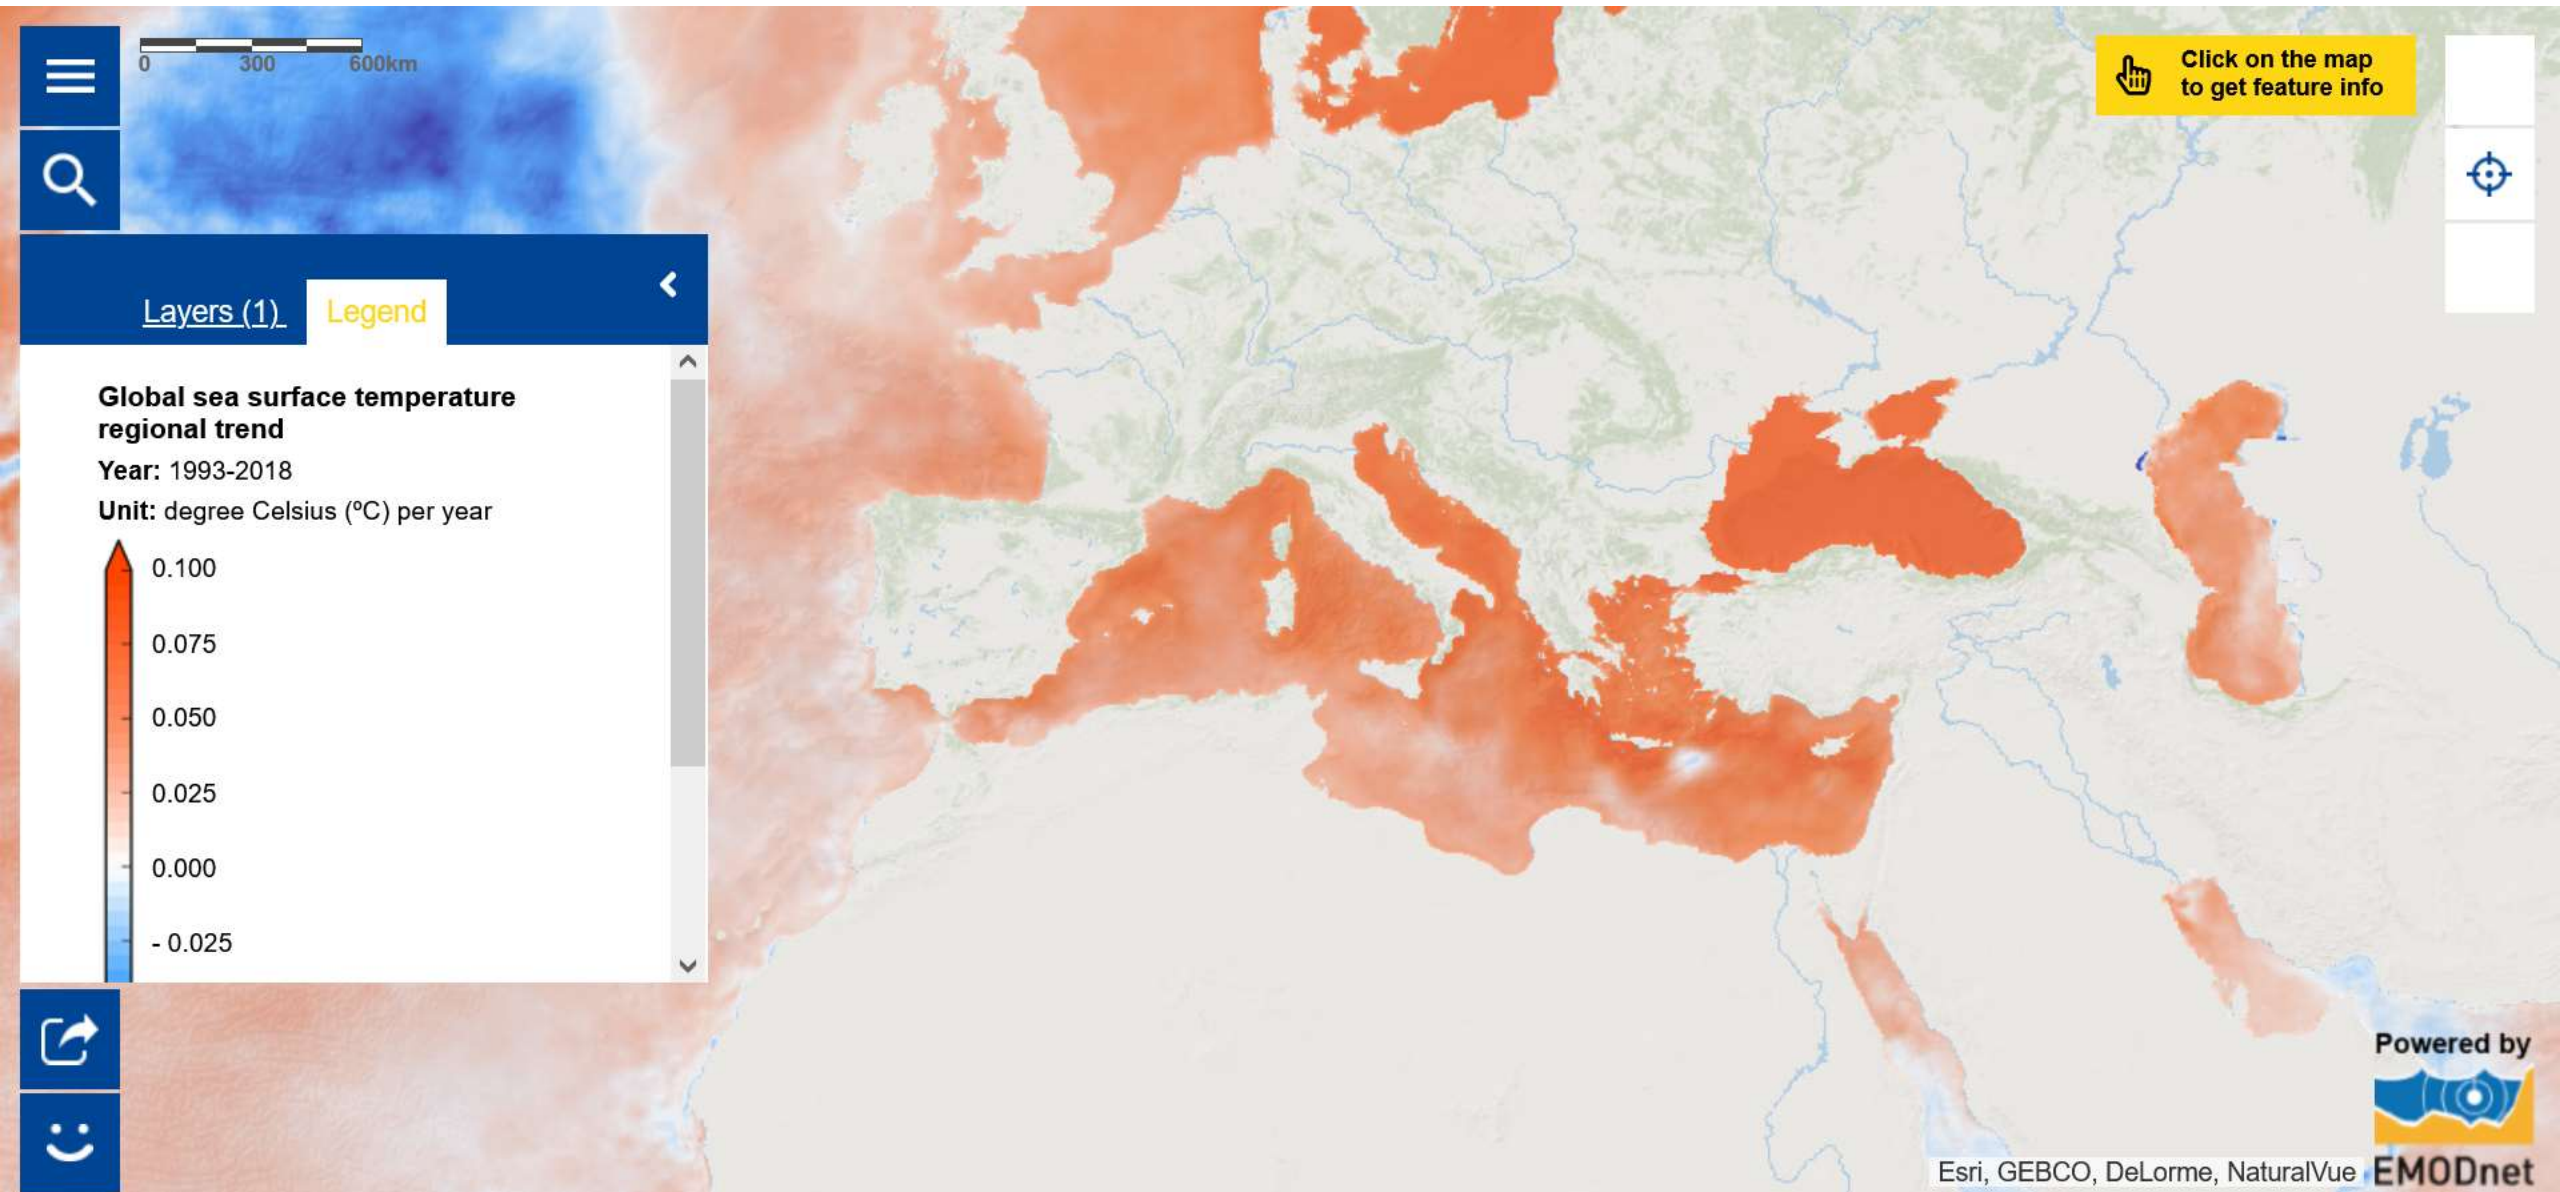 0 300 600km
Click on the map
to get feature info
Layers (1)
Legend
Global sea surface temperature
regional trend
Year: 1993-2018
Unit: degree Celsius (ºC) per year
0.100
0.075
0.050
0.025
0.000
- 0.025
Powered by
EMODnet
Esri, GEBCO, DeLorme, NaturalVue